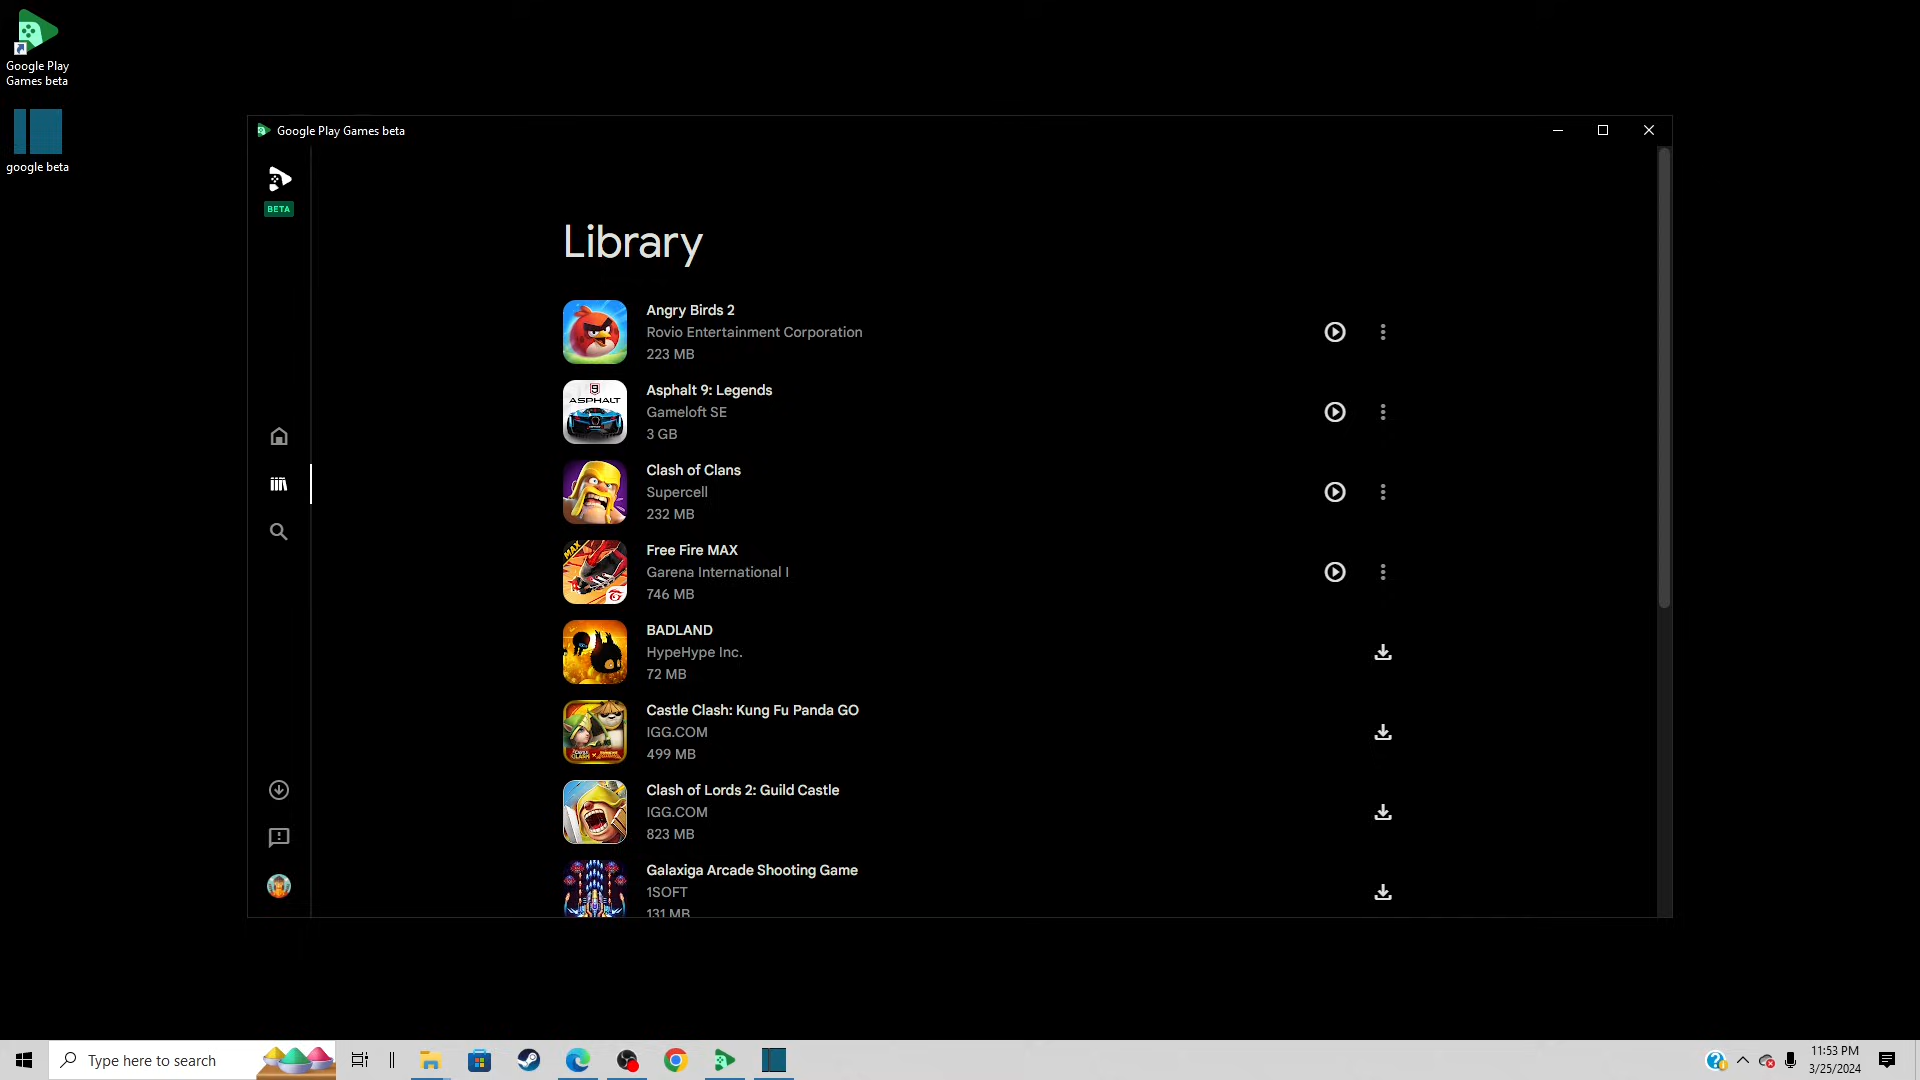 Google Play
Games beta
google beta
Google Play Games beta
BETA
Library
Angry Birds 2
Rovio Entertainment Corporation
223 MB
9
ASPHALT
Asphalt 9: Legends
Gameloft SE
3 GB
Clash of Clans
Supercell
232 MB
MAX
Free Fire MAX
Garena International I
746 MB
BADLAND
HypeHype Inc.
72 MB
Castle Clash: Kung Fu Panda GO
IGG.COM
499 MB
Clash of Lords 2: Guild Castle
IGG.COM
823 MB
Galaxiga Arcade Shooting Game
1SOFT
131 MB
Type here to search
11:53 PM
3/25/2024